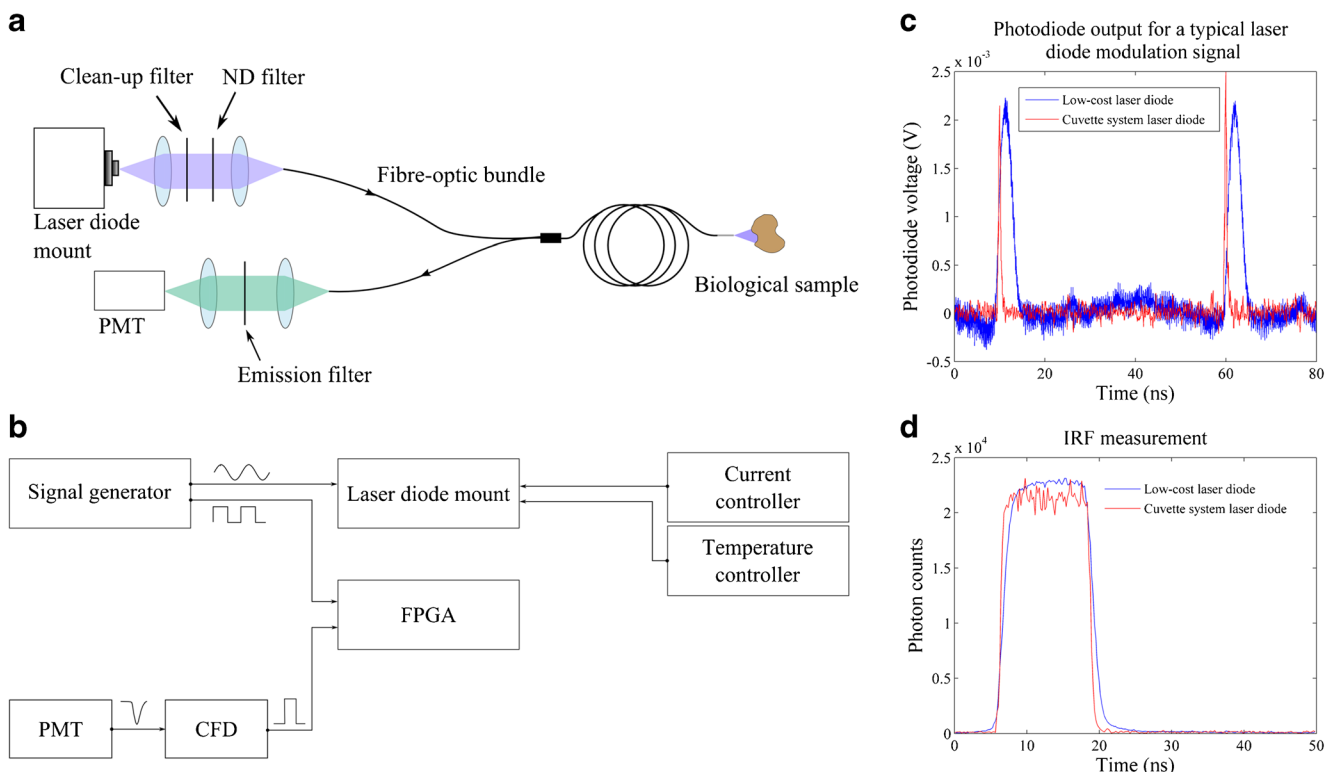 a
Clean-up filter
ND filter
Fibre-optic bundle
Laser diode
mount
PMT
Emission filter
Biological sample
b
Signal generator
Laser diode mount
Current
controller
Temperature
controller
FPGA
PMT
CFD
c
Photodiode output for a typical laser
diode modulation signal
x 10⁻³
2.5
2
1.5
1
0.5
0
-0.5
Photodiode voltage (V)
Low-cost laser diode
Cuvette system laser diode
0 20 40 60 80
Time (ns)
d
IRF measurement
x 10⁴
2.5
2
1.5
1
0.5
0
Photon counts
Low-cost laser diode
Cuvette system laser diode
0 10 20 30 40 50
Time (ns)